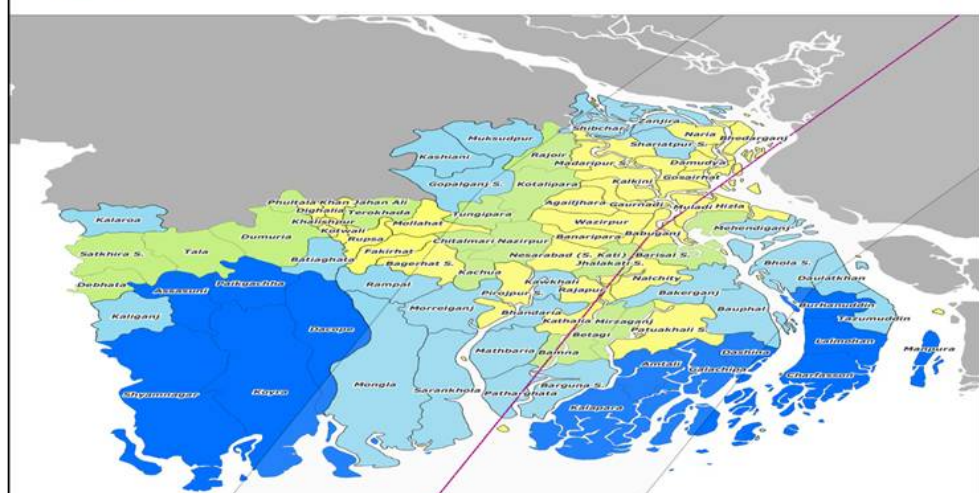 Zanjira
Shibchar
Naria
Bhedarganj
Muksudpur
Shariatpur S.
Kashiani
Rajoir
Madaripur S.
Damudya
Gosairhat
Gopalganj S.
Kotalipara
Kalkini
Phultala
Khan Jahan Ali
Dighalia
Terokhada
Agailjhara
Gaurnadi
Muladi
Hizla
Kalaroa
Khalishpur
Mollahat
Tungipara
Kotwali
Wazirpur
Mehendiganj
Dumuria
Rupsa
Chitalmari
Nazirpur
Banaripara
Babuganj
Satkhira S.
Tala
Fakirhat
Batiaghata
Bagerhat S.
Nesarabad (S. Kati)
Barisal S.
Jhalakati S.
Bhola S.
Kachua
Daulatkhan
Debhata
Assasuni
Paikgachha
Rampal
Kawkhali
Nalchity
Pirojpur S.
Rajapur
Bakerganj
Kaliganj
Morrelganj
Bhandaria
Bauphal
Burhanuddin
Tazumuddin
Dacope
Kathalia
Mirzaganj
Betagi
Patuakhali S.
Lalmohan
Manpura
Mathbaria
Bamna
Amtali
Dashina
Galachipa
Charfasson
Shyamnagar
Koyra
Mongla
Sarankhola
Patharghata
Barguna S.
Kalapara